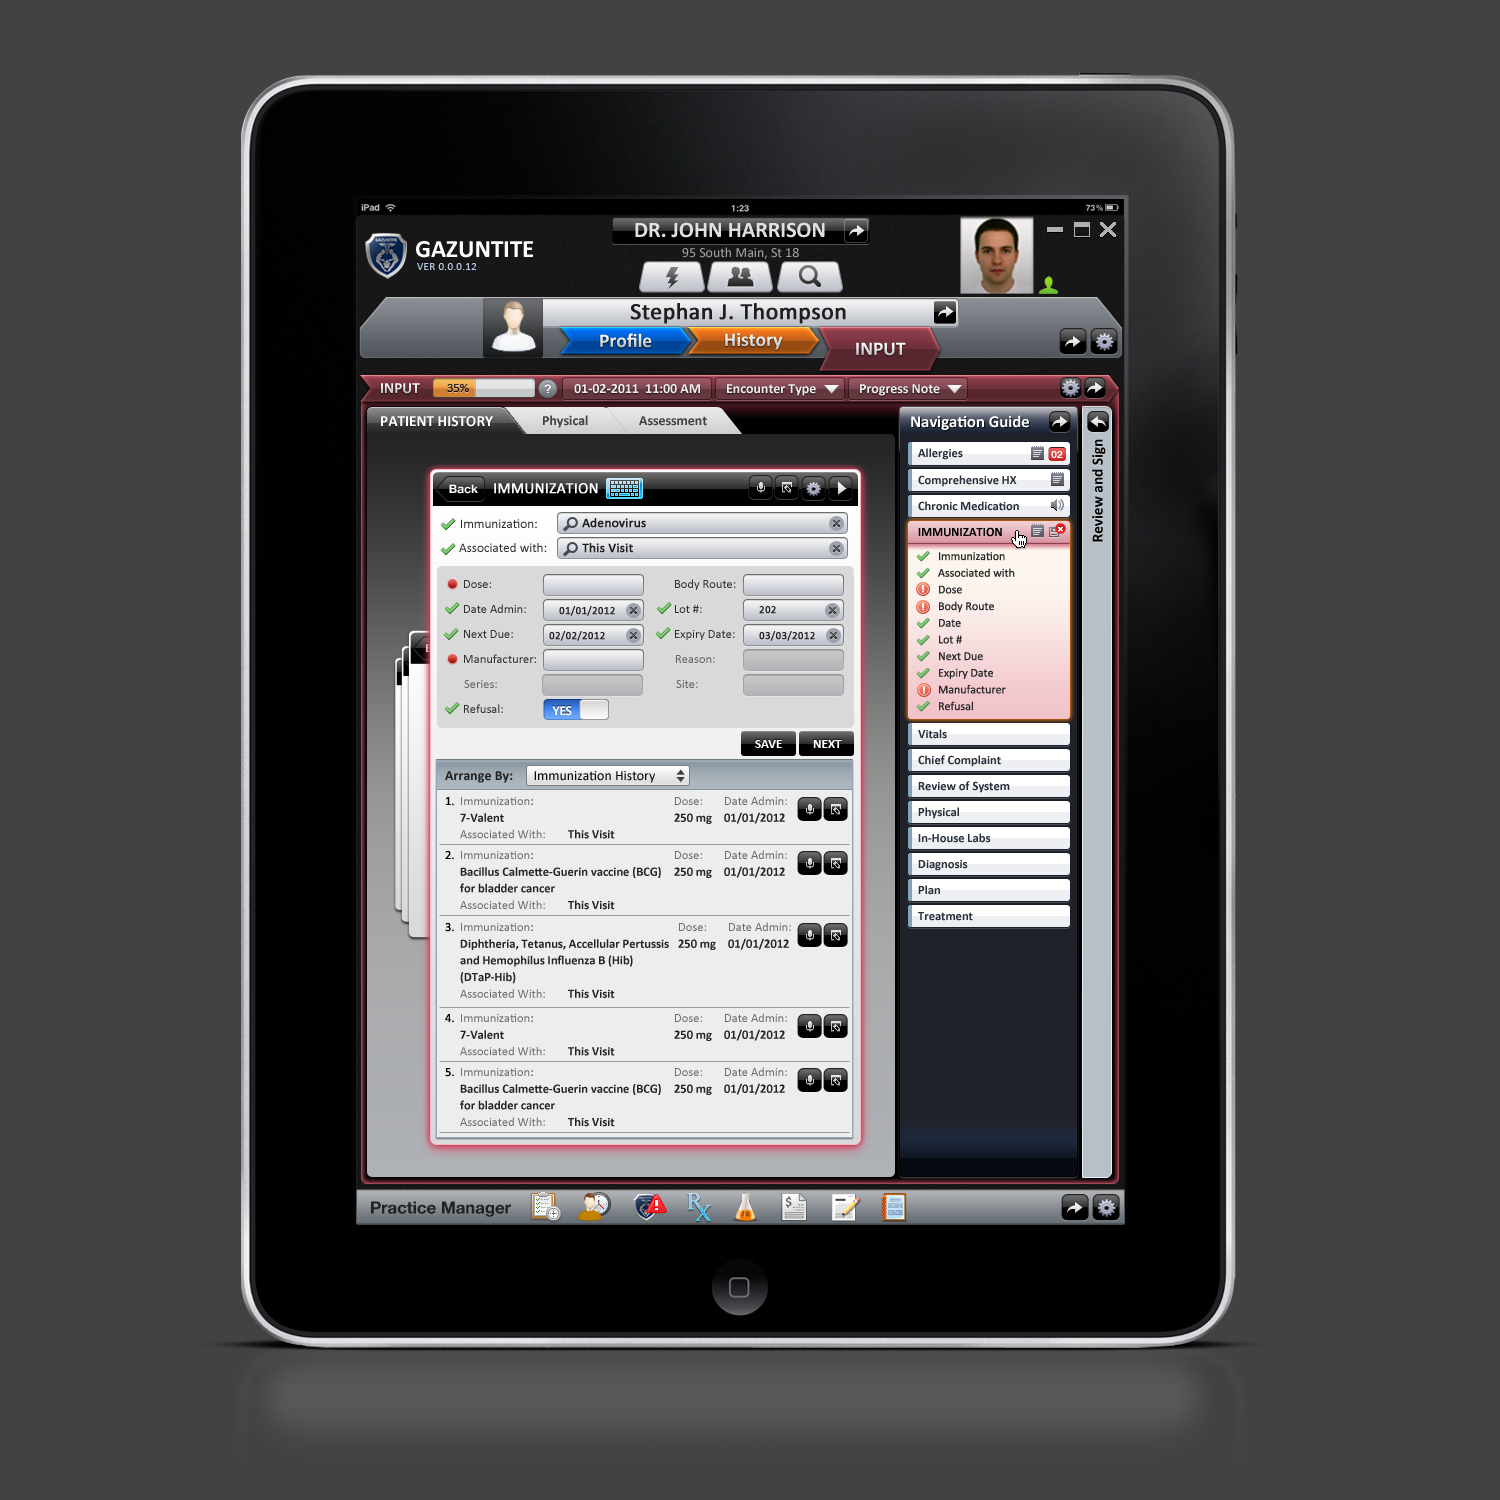 iPad 1:23 73%
DR. JOHN HARRISON
95 South Main, St 18
GAZUNTITE
VER 0.0.0.12
Stephan J. Thompson
Profile History INPUT
INPUT 35% ? 01-02-2011 11:00 AM Encounter Type Progress Note
PATIENT HISTORY Physical Assessment
Back IMMUNIZATION
Immunization: Adenovirus
Associated with: This Visit
Dose: Body Route:
Date Admin: 01/01/2012 Lot #: 202
Next Due: 02/02/2012 Expiry Date: 03/03/2012
Manufacturer: Reason:
Series: Site:
Refusal: YES
SAVE NEXT
Arrange By: Immunization History
1. Immunization: Dose: Date Admin:
7-Valent 250 mg 01/01/2012
Associated With: This Visit
2. Immunization: Dose: Date Admin:
Bacillus Calmette-Guerin vaccine (BCG) 250 mg 01/01/2012
for bladder cancer
Associated With: This Visit
3. Immunization: Dose: Date Admin:
Diphtheria, Tetanus, Accellular Pertussis 250 mg 01/01/2012
and Hemophilus Influenza B (Hib)
(DTaP-Hib)
Associated With: This Visit
4. Immunization: Dose: Date Admin:
7-Valent 250 mg 01/01/2012
Associated With: This Visit
5. Immunization: Dose: Date Admin:
Bacillus Calmette-Guerin vaccine (BCG) 250 mg 01/01/2012
for bladder cancer
Associated With: This Visit
Navigation Guide
Allergies 02
Comprehensive HX
Chronic Medication
IMMUNIZATION
Immunization
Associated with
Dose
Body Route
Date
Lot #
Next Due
Expiry Date
Manufacturer
Refusal
Vitals
Chief Complaint
Review of System
Physical
In-House Labs
Diagnosis
Plan
Treatment
Review and Sign
Practice Manager